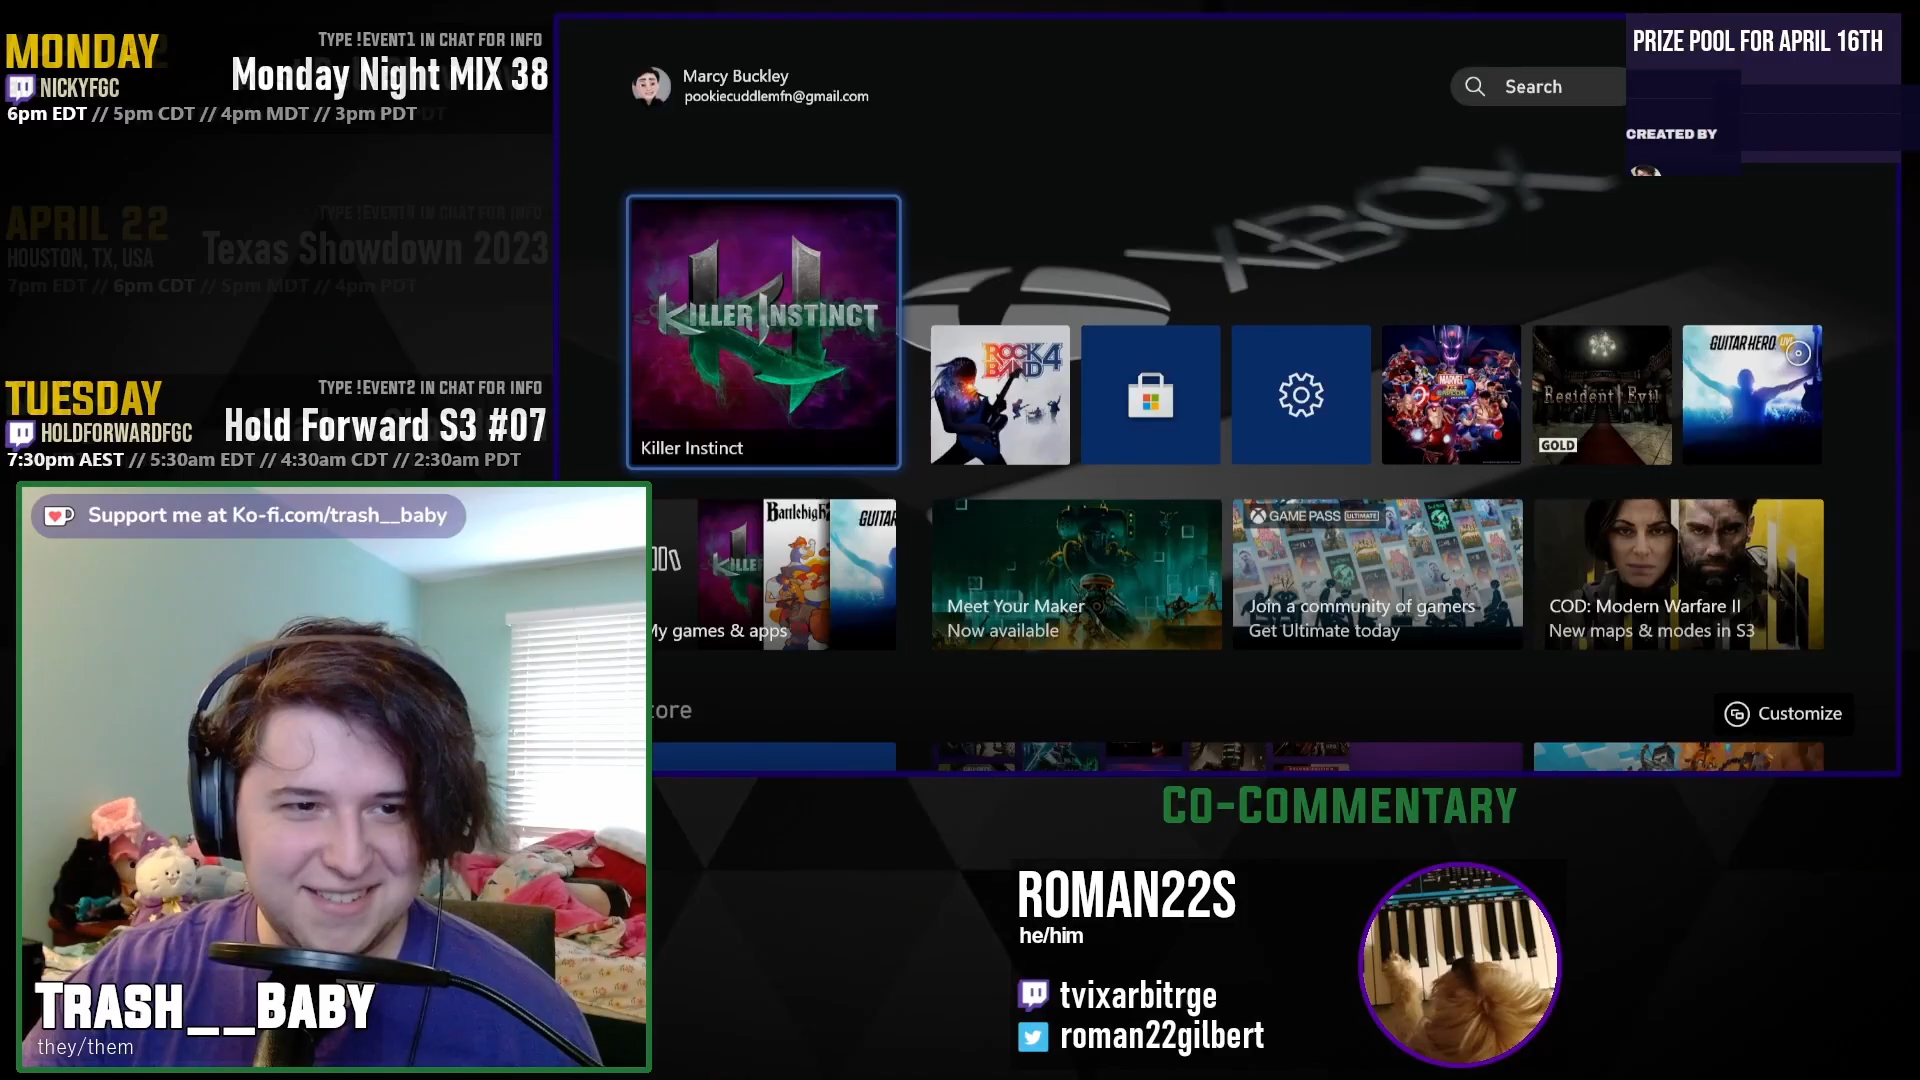 MONDAY
TYPE !EVENT1 IN CHAT FOR INFO
NICKYFGC
Monday Night MIX 38
6pm EDT // 5pm CDT // 4pm MDT // 3pm PDT
APRIL 22
TYPE !EVENT4 IN CHAT FOR INFO
HOUSTON, TX, USA
Texas Showdown 2023
7pm EDT // 6pm CDT // 5pm MDT // 4pm PDT
TUESDAY
TYPE !EVENT2 IN CHAT FOR INFO
HOLDFORWARDFGC
Hold Forward S3 #07
7:30pm AEST // 5:30am EDT // 4:30am CDT // 2:30am PDT
Support me at Ko-fi.com/trash__baby
TRASH__BABY
they/them
Marcy Buckley
pookiecuddlemfn@gmail.com
Search
PRIZE POOL FOR APRIL 16TH
CREATED BY
XBOX
KILLER INSTINCT
Killer Instinct
ROCK BAND 4
Resident Evil
GOLD
GUITAR HERO LIVE
My games & apps
Meet Your Maker
Now available
GAME PASS ULTIMATE
Join a community of gamers
Get Ultimate today
COD: Modern Warfare II
New maps & modes in S3
Customize
CO-COMMENTARY
ROMAN22S
he/him
tvixarbitrge
roman22gilbert